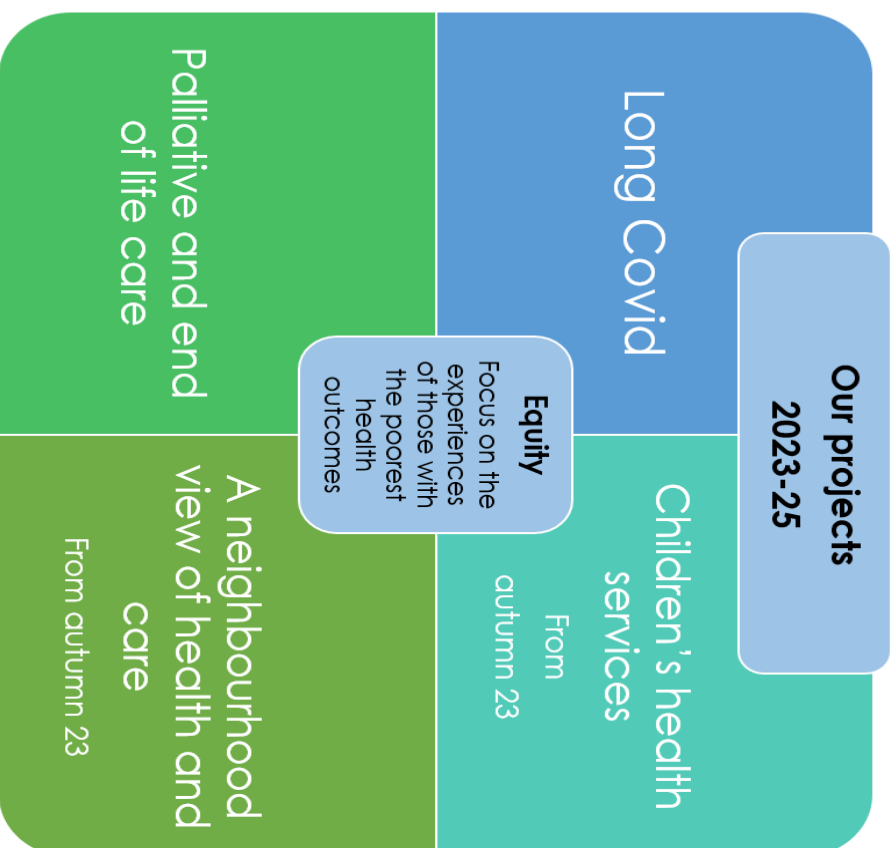 Our projects
2023-25
Long Covid
Children's health
services
From
autumn 23
Equity
Focus on the
experiences
of those with
the poorest
health
outcomes
Palliative and end
of life care
A neighbourhood
view of health and
care
From autumn 23